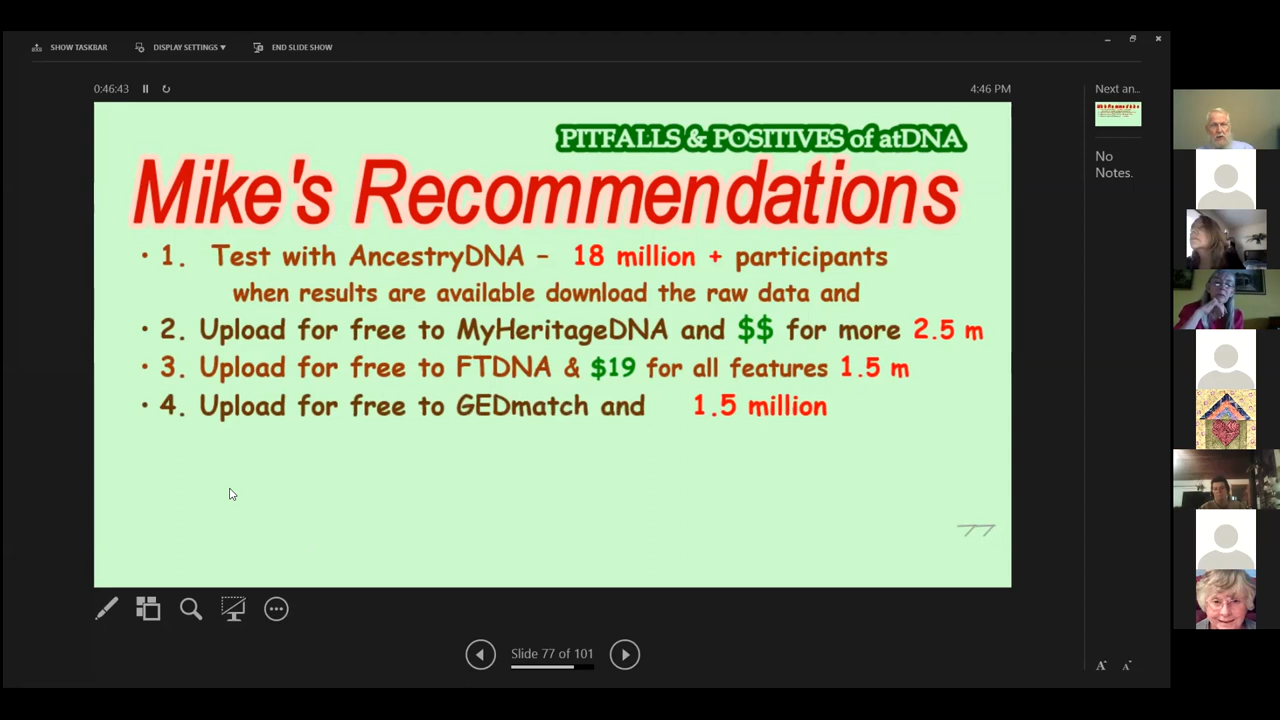 SHOW TASKBAR DISPLAY SETTINGS ▼ END SLIDE SHOW
0:46:43 4:46 PM
PITFALLS & POSITIVES of atDNA
Mike's Recommendations
• 1. Test with AncestryDNA – 18 million + participants
when results are available download the raw data and
• 2. Upload for free to MyHeritageDNA and $$ for more 2.5 m
• 3. Upload for free to FTDNA & $19 for all features 1.5 m
• 4. Upload for free to GEDmatch and 1.5 million
77
Slide 77 of 101
Next an..
No
Notes.
A A